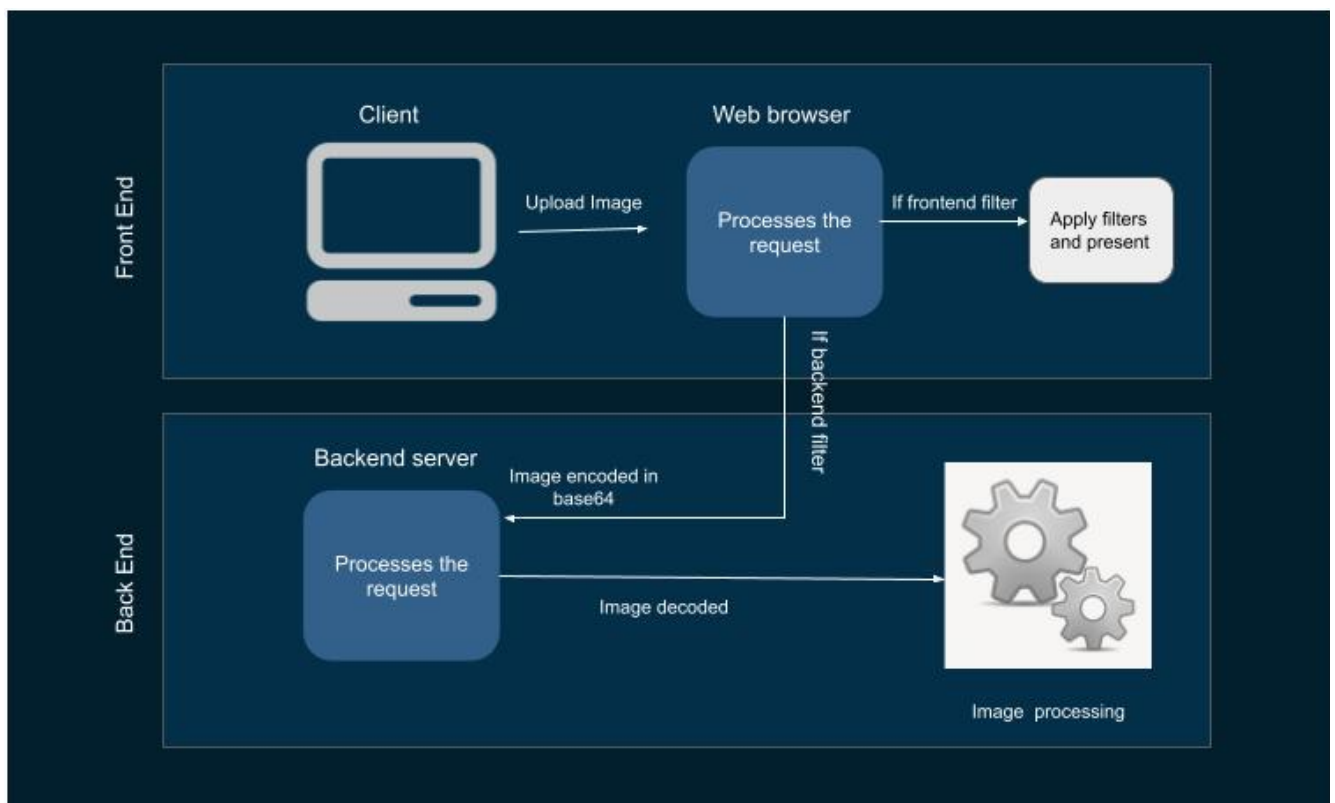 Front End
Client
Web browser
Upload Image
Processes the
request
If frontend filter
Apply filters
and present
If backend filter
Back End
Backend server
Image encoded in
base64
Processes the
request
Image decoded
Image processing